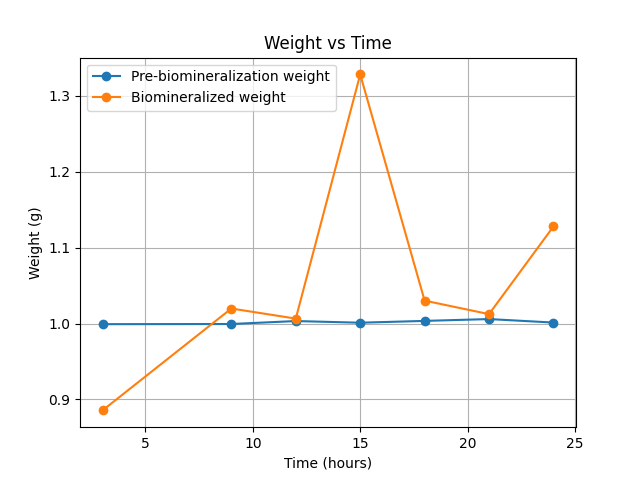 Weight vs Time
Pre-biomineralization weight
Biomineralized weight
1.3
1.2
1.1
1.0
0.9
Weight (g)
5 10 15 20 25
Time (hours)